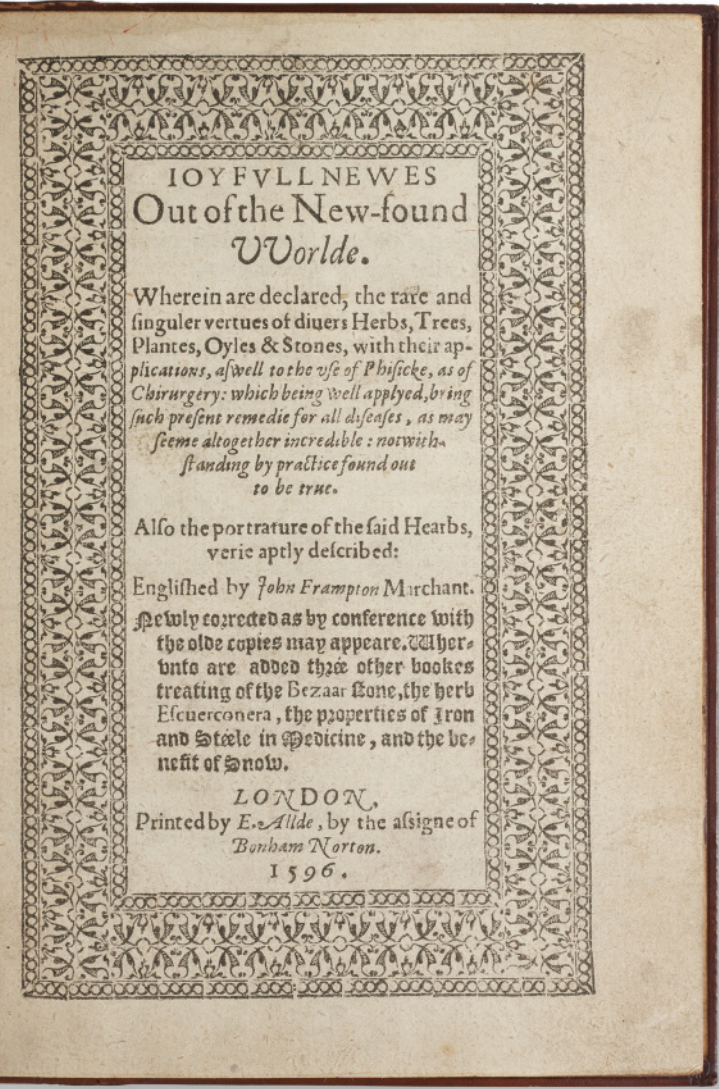 IOYFVLL NEWES
Out of the New-found
VVorlde.
Wherein are declared, the rare and
ſinguler vertues of diuers Herbs, Trees,
Plantes, Oyles & Stones, with their ap-
plications, aſwell to the vſe of Phiſicke, as of
Chirurgery: which being well applyed, bring
ſuch preſent remedie for all diſeaſes, as may
ſeeme altogether incredible: notwith-
ſtanding by practice found out
to be true.
Alſo the portrature of the ſaid Hearbs,
verie aptly deſcribed:
Engliſhed by John Frampton Marchant.
Newly corrected as by conference with
the olde copies may appeare. Wher-
vnto are added three other bookes
treating of the Bezaar ſtone, the herb
Eſcuerconera, the properties of Iron
and Steele in Medicine, and the be-
nefit of Snow.
LONDON,
Printed by E. Allde, by the aſsigne of
Bonham Norton.
1596.